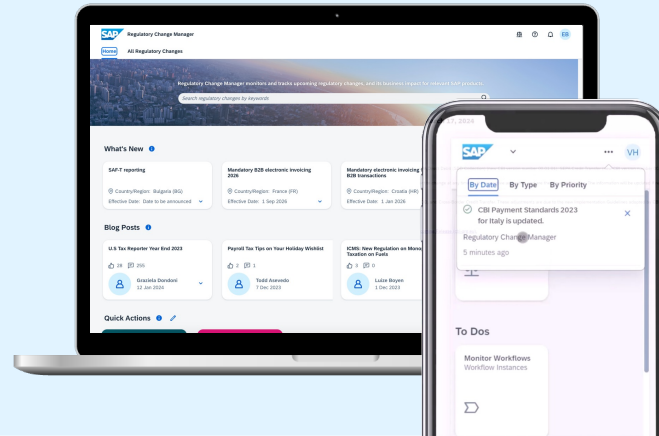 SAP Regulatory Change Manager
EB
Home All Regulatory Changes
Regulatory Change Manager monitors and tracks upcoming regulatory changes, and its business impact for relevant SAP products.
Search regulatory changes by keywords
What's New
SAF-T reporting
Country/Region: Bulgaria (BG)
Effective Date: Date to be announced
Mandatory B2B electronic invoicing
2026
Country/Region: France (FR)
Effective Date: 1 Sep 2026
Mandatory electronic invoicing
B2B transactions
Country/Region: Croatia (HR)
Effective Date: 1 Jan 2026
Blog Posts
U.S Tax Reporter Year End 2023
28 255
Graziela Dondoni
12 Jan 2024
Payroll Tax Tips on Your Holiday Wishlist
2 1
Todd Asevedo
7 Dec 2023
ICMS: New Regulation on Mono
Taxation on Fuels
3 0
Luize Boyen
1 Dec 2023
Quick Actions
17, 2024
SAP
VH
By Date By Type By Priority
CBI Payment Standards 2023
for Italy is updated.
Regulatory Change Manager
5 minutes ago
To Dos
Monitor Workflows
Workflow Instances